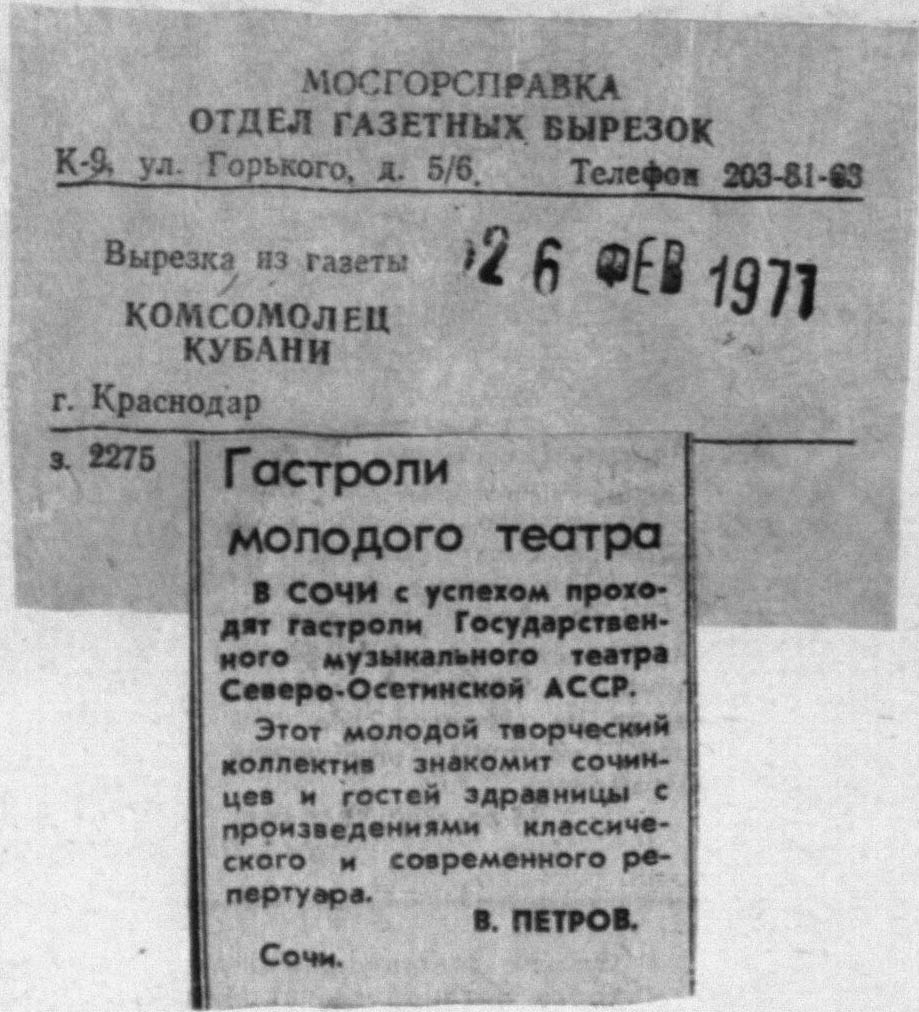 МОСГОРСПРАВКА
ОТДЕЛ ГАЗЕТНЫХ ВЫРЕЗОК
К-9, ул. Горького, д. 5/6. Телефон 203-81-63
Вырезка из газеты
26 ФЕВ 1971
КОМСОМОЛЕЦ
КУБАНИ
г. Краснодар
з. 2275
Гастроли
молодого театра
В СОЧИ с успехом прохо-
дят гастроли Государствен-
ного музыкального театра
Северо-Осетинской АССР.
Этот молодой творческий
коллектив знакомит сочин-
цев и гостей здравницы с
произведениями классиче-
ского и современного ре-
пертуара.
В. ПЕТРОВ.
Сочи.